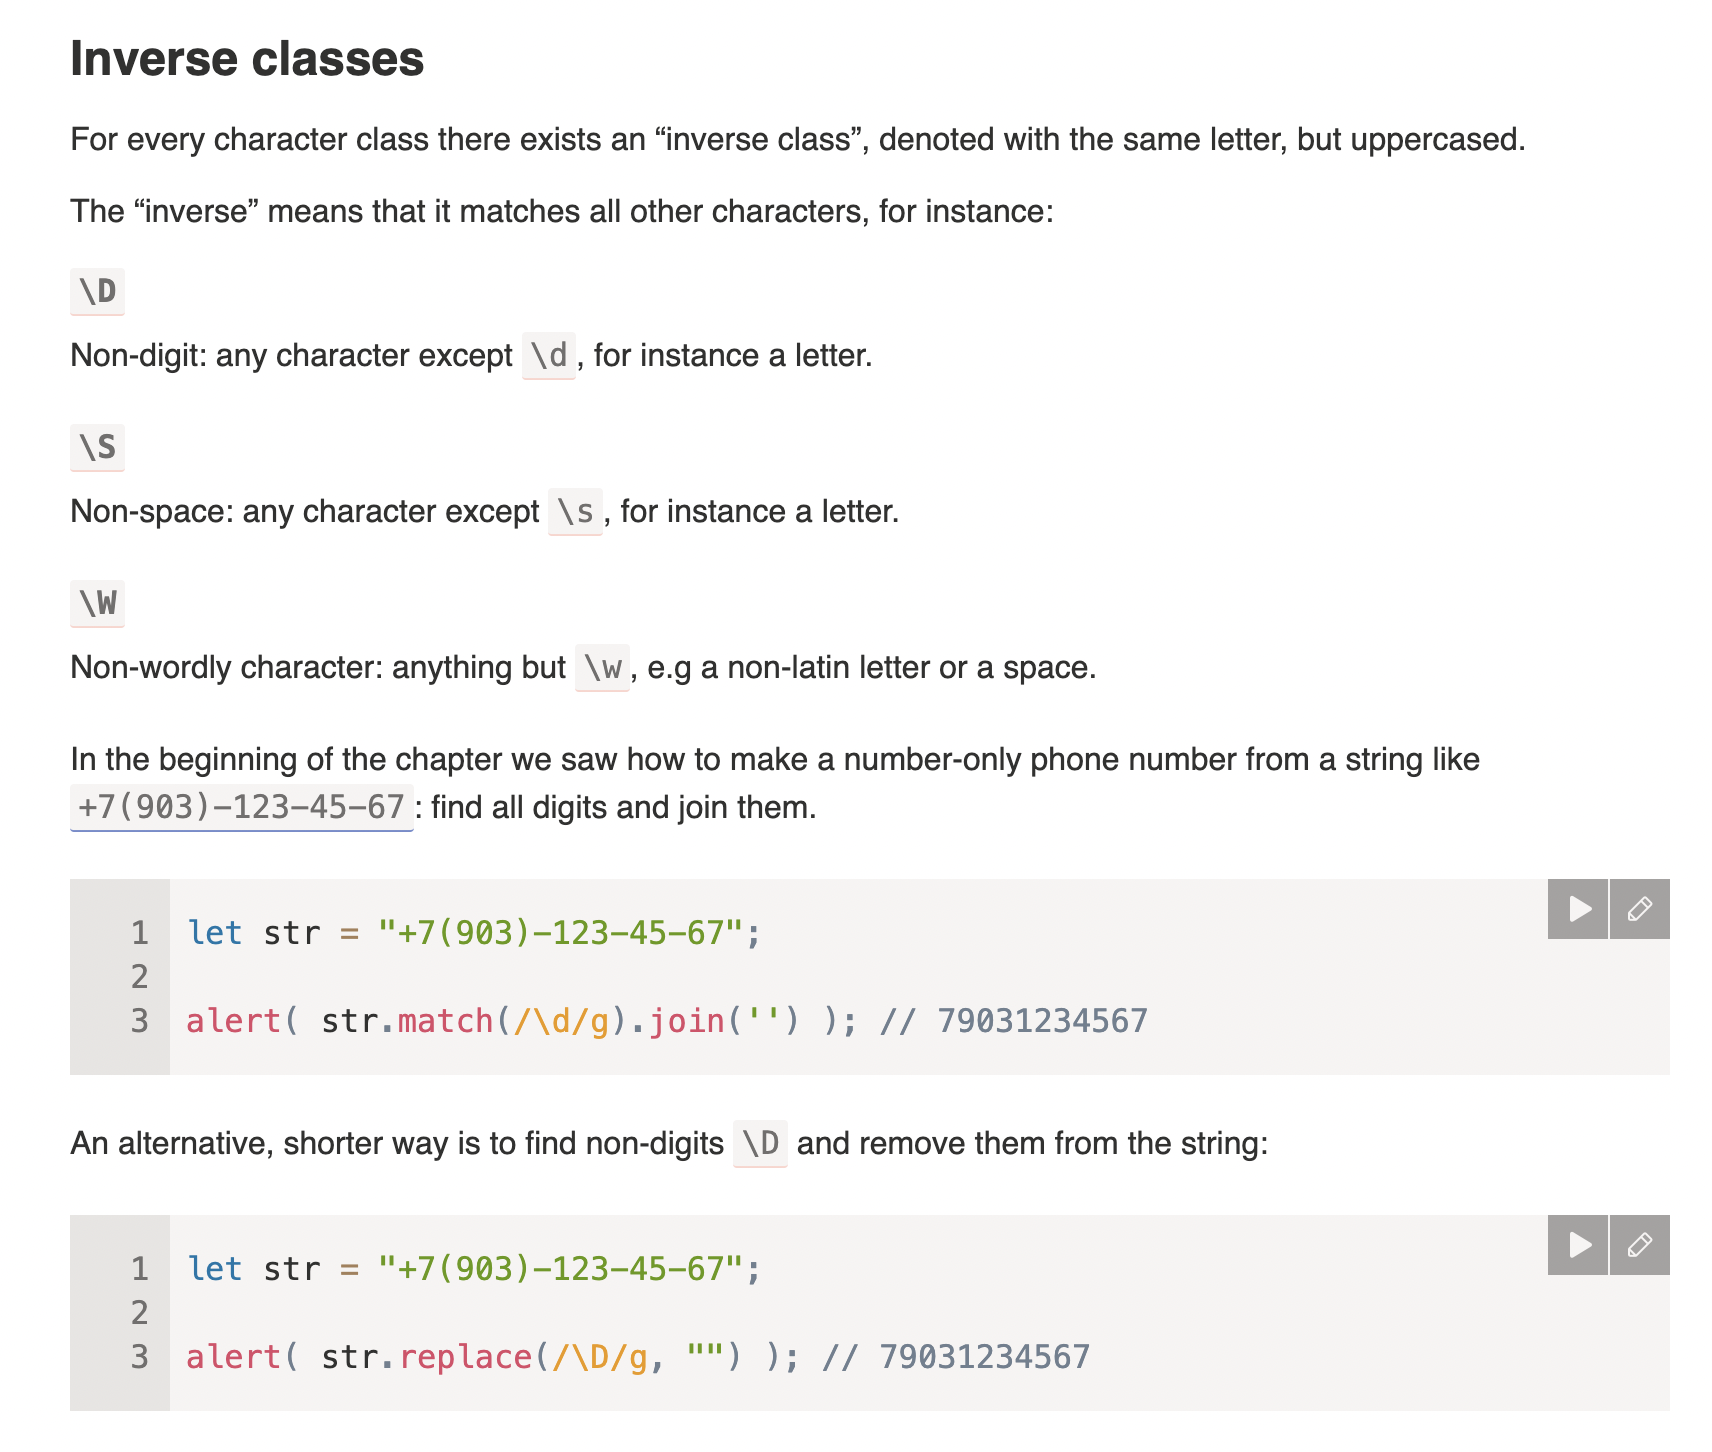 Inverse classes
For every character class there exists an “inverse class”, denoted with the same letter, but uppercased.
The “inverse” means that it matches all other characters, for instance:
\D
Non-digit: any character except \d, for instance a letter.
\S
Non-space: any character except \s, for instance a letter.
\W
Non-wordly character: anything but \w, e.g a non-latin letter or a space.
In the beginning of the chapter we saw how to make a number-only phone number from a string like
+7(903)-123-45-67: find all digits and join them.
1 let str = "+7(903)-123-45-67";
2
3 alert( str.match(/\d/g).join('') ); // 79031234567
An alternative, shorter way is to find non-digits \D and remove them from the string:
1 let str = "+7(903)-123-45-67";
2
3 alert( str.replace(/\D/g, "") ); // 79031234567